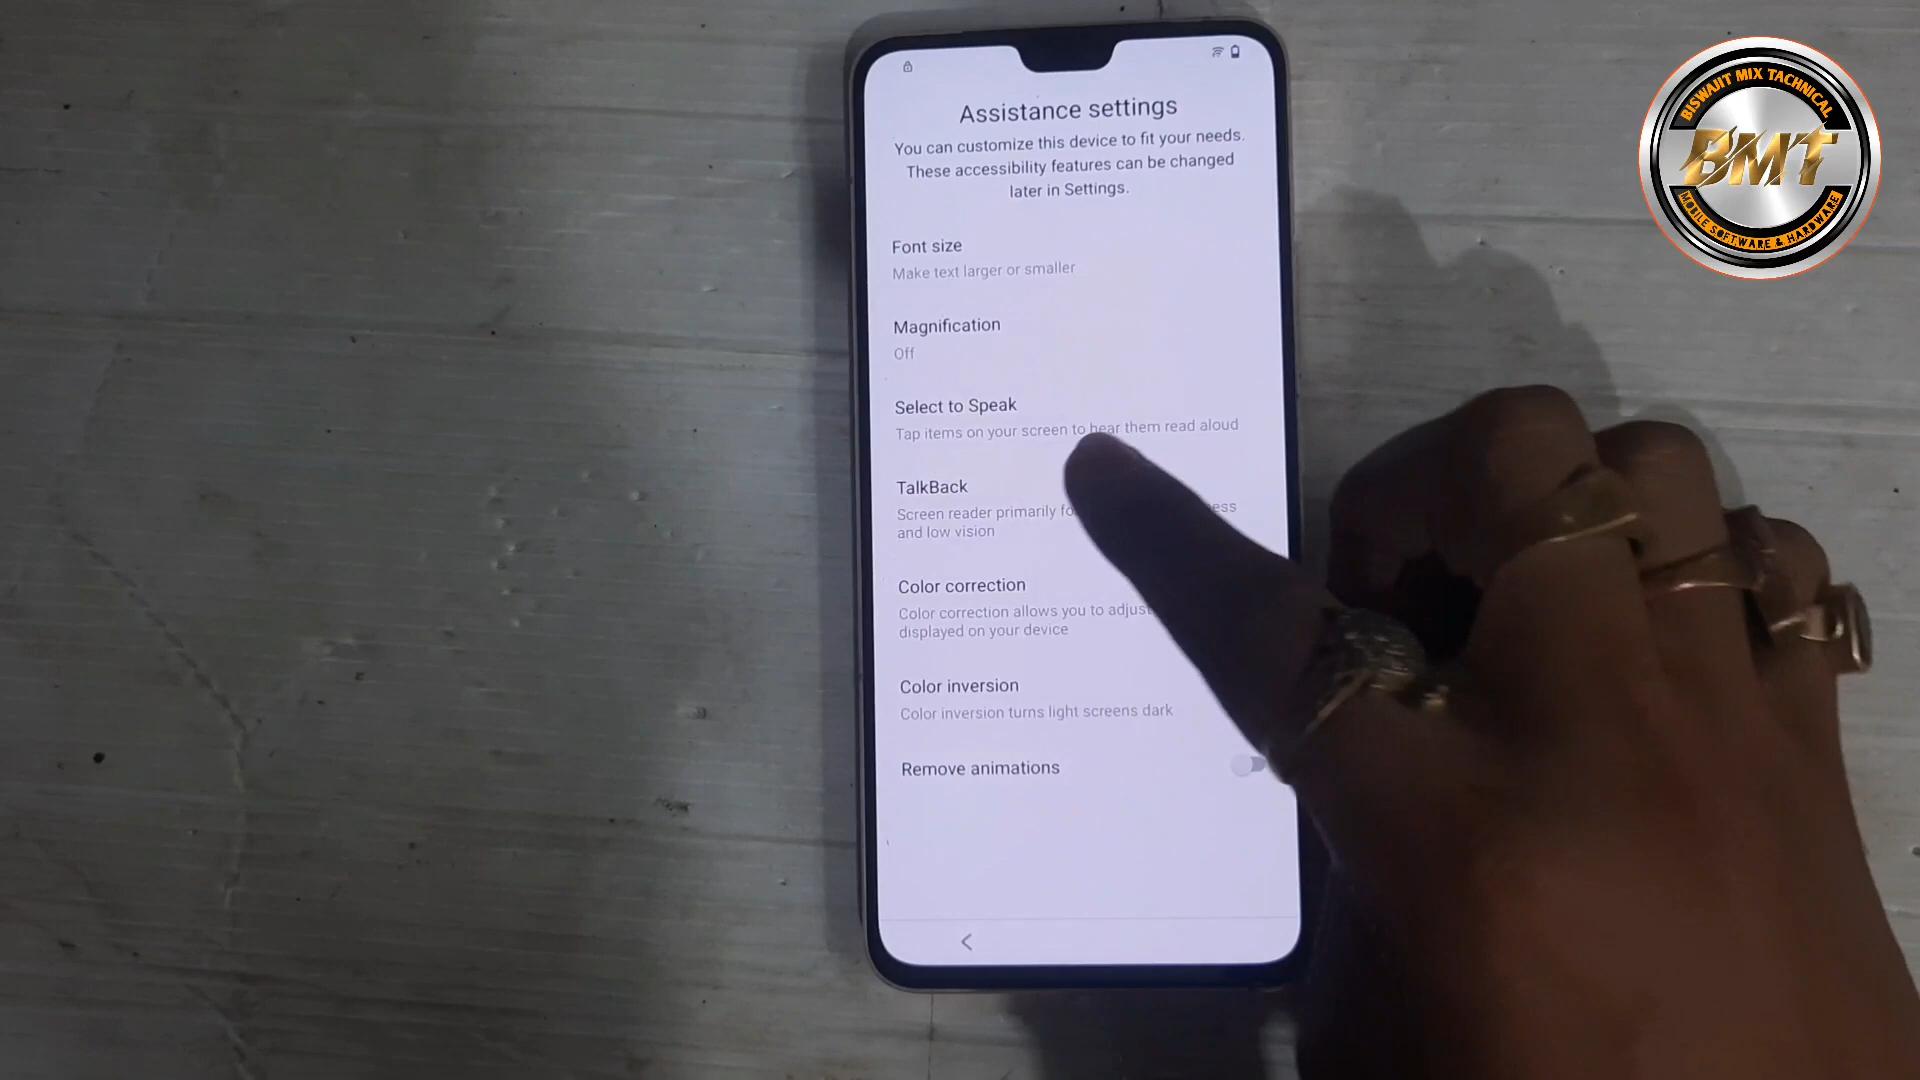 Assistance settings
You can customize this device to fit your needs.
These accessibility features can be changed
later in Settings.
Font size
Make text larger or smaller
Magnification
Off
Select to Speak
Tap items on your screen to hear them read aloud
TalkBack
Screen reader primarily
and low vision
Color correction
Color correction allows you to adjust
displayed on your device
Color inversion
Color inversion turns light screens dark
Remove animations
BISWAJIT MIX TACHNICAL
BMT
MOBILE SOFTWARE & HARDWARE